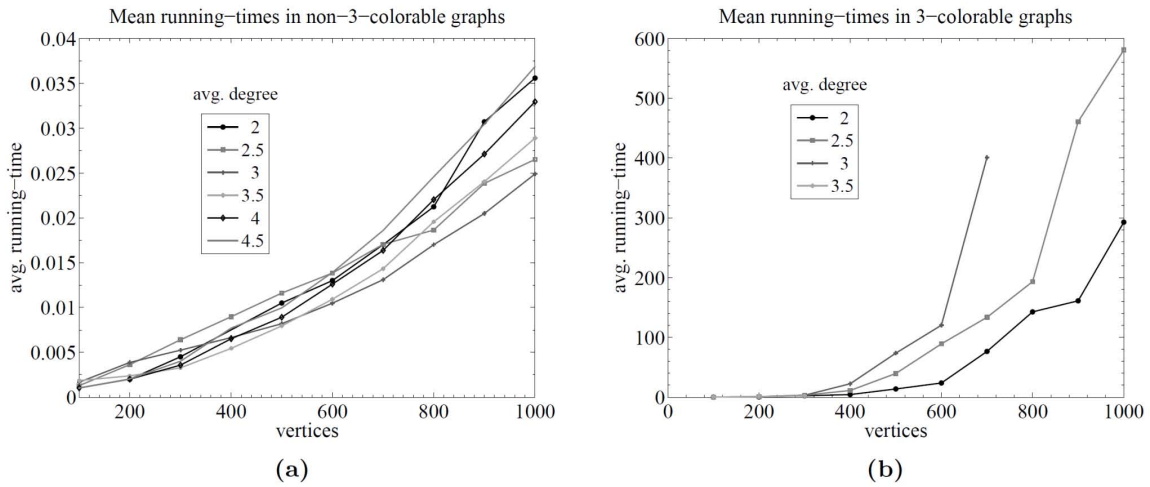 Mean running-times in non-3-colorable graphs
0.04
0.035
0.03
0.025
0.02
0.015
0.01
0.005
0
avg. running-time
avg. degree
2
2.5
3
3.5
4
4.5
200 400 600 800 1000
vertices
(a)
Mean running-times in 3-colorable graphs
600
500
400
300
200
100
0
avg. running-time
avg. degree
2
2.5
3
3.5
0 200 400 600 800 1000
vertices
(b)